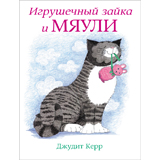 Игрушечный зайка
и МЯУЛИ
Джудит Керр